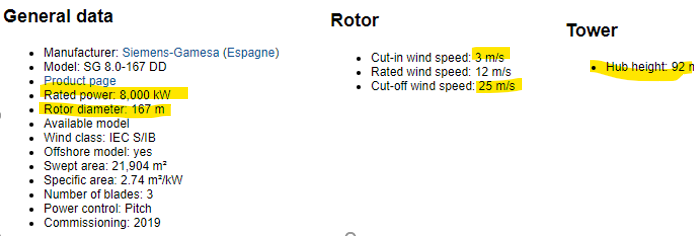 General data
Manufacturer: Siemens-Gamesa (Espagne)
Model: SG 8.0-167 DD
Product page
Rated power: 8,000 kW
Rotor diameter: 167 m
Available model
Wind class: IEC S/IB
Offshore model: yes
Swept area: 21,904 m²
Specific area: 2.74 m²/kW
Number of blades: 3
Power control: Pitch
Commissioning: 2019
Rotor
Cut-in wind speed: 3 m/s
Rated wind speed: 12 m/s
Cut-off wind speed: 25 m/s
Tower
Hub height: 92